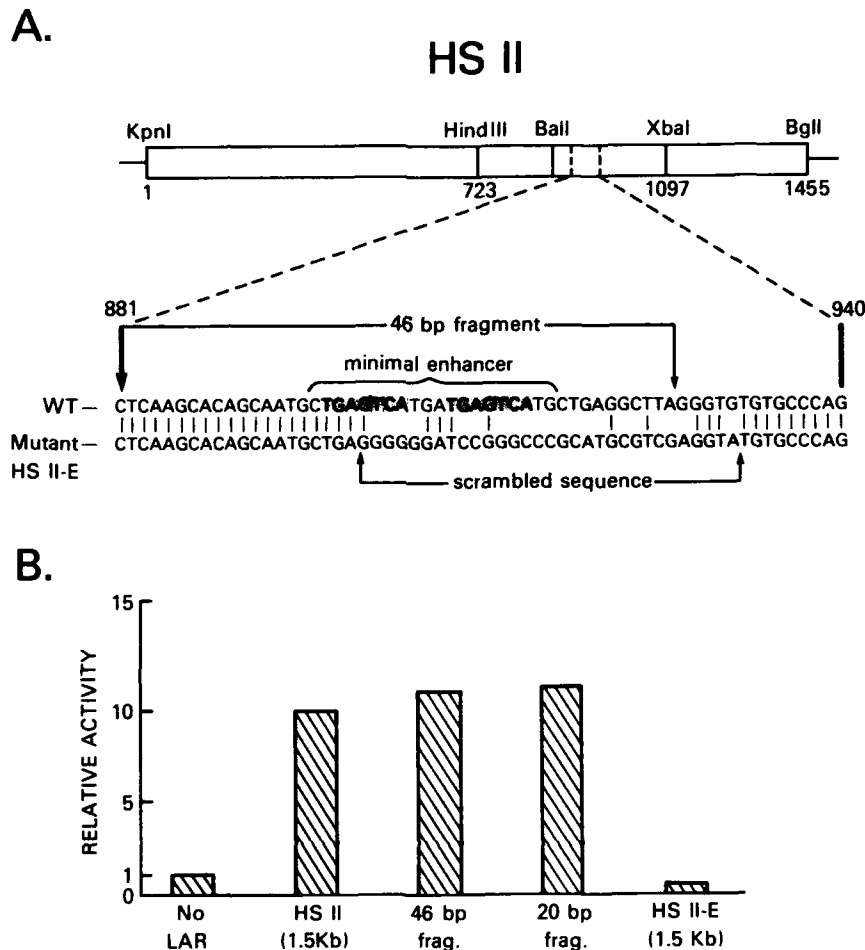 A.
HS II
KpnI HindIII BalI XbaI BglI
1 723 1097 1455
881 940
46 bp fragment
minimal enhancer
WT — CTCAAGCACAGCAATGCTGAGTCATGATGAGTCATGCTGAGGCTTAGGGTGTGTGCCCAG
Mutant — CTCAAGCACAGCAATGCTGAGGGGGGATCCGGGCCCGCATGCGTCGAGGTATGTGCCCAG
HS II-E
scrambled sequence
B.
RELATIVE ACTIVITY
15
10
5
1
0
No HS II 46 bp 20 bp HS II-E
LAR (1.5Kb) frag. frag. (1.5 Kb)